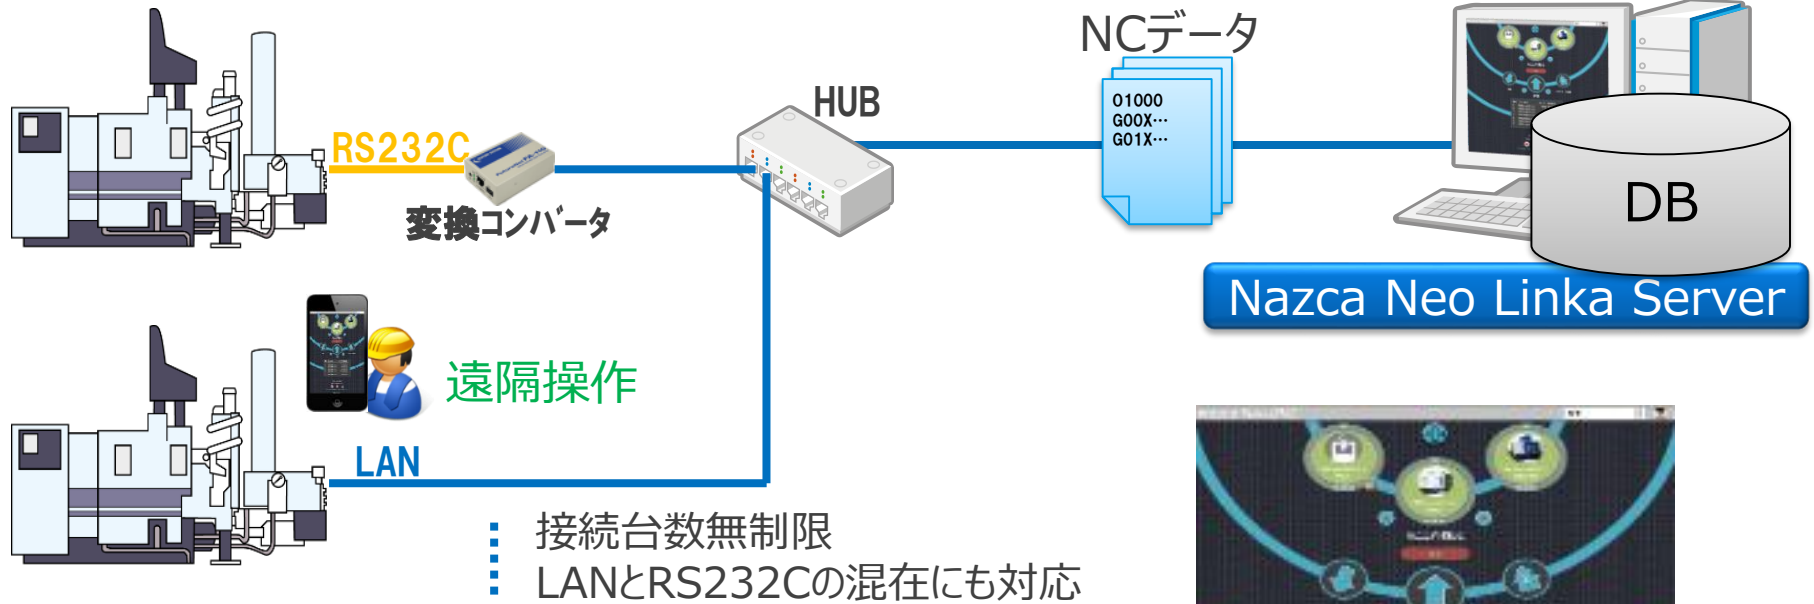 NCデータ
HUB
O1000
G00X…
G01X…
RS232C
変換コンバータ
DB
Nazca Neo Linka Server
遠隔操作
LAN
接続台数無制限
LANとRS232Cの混在にも対応